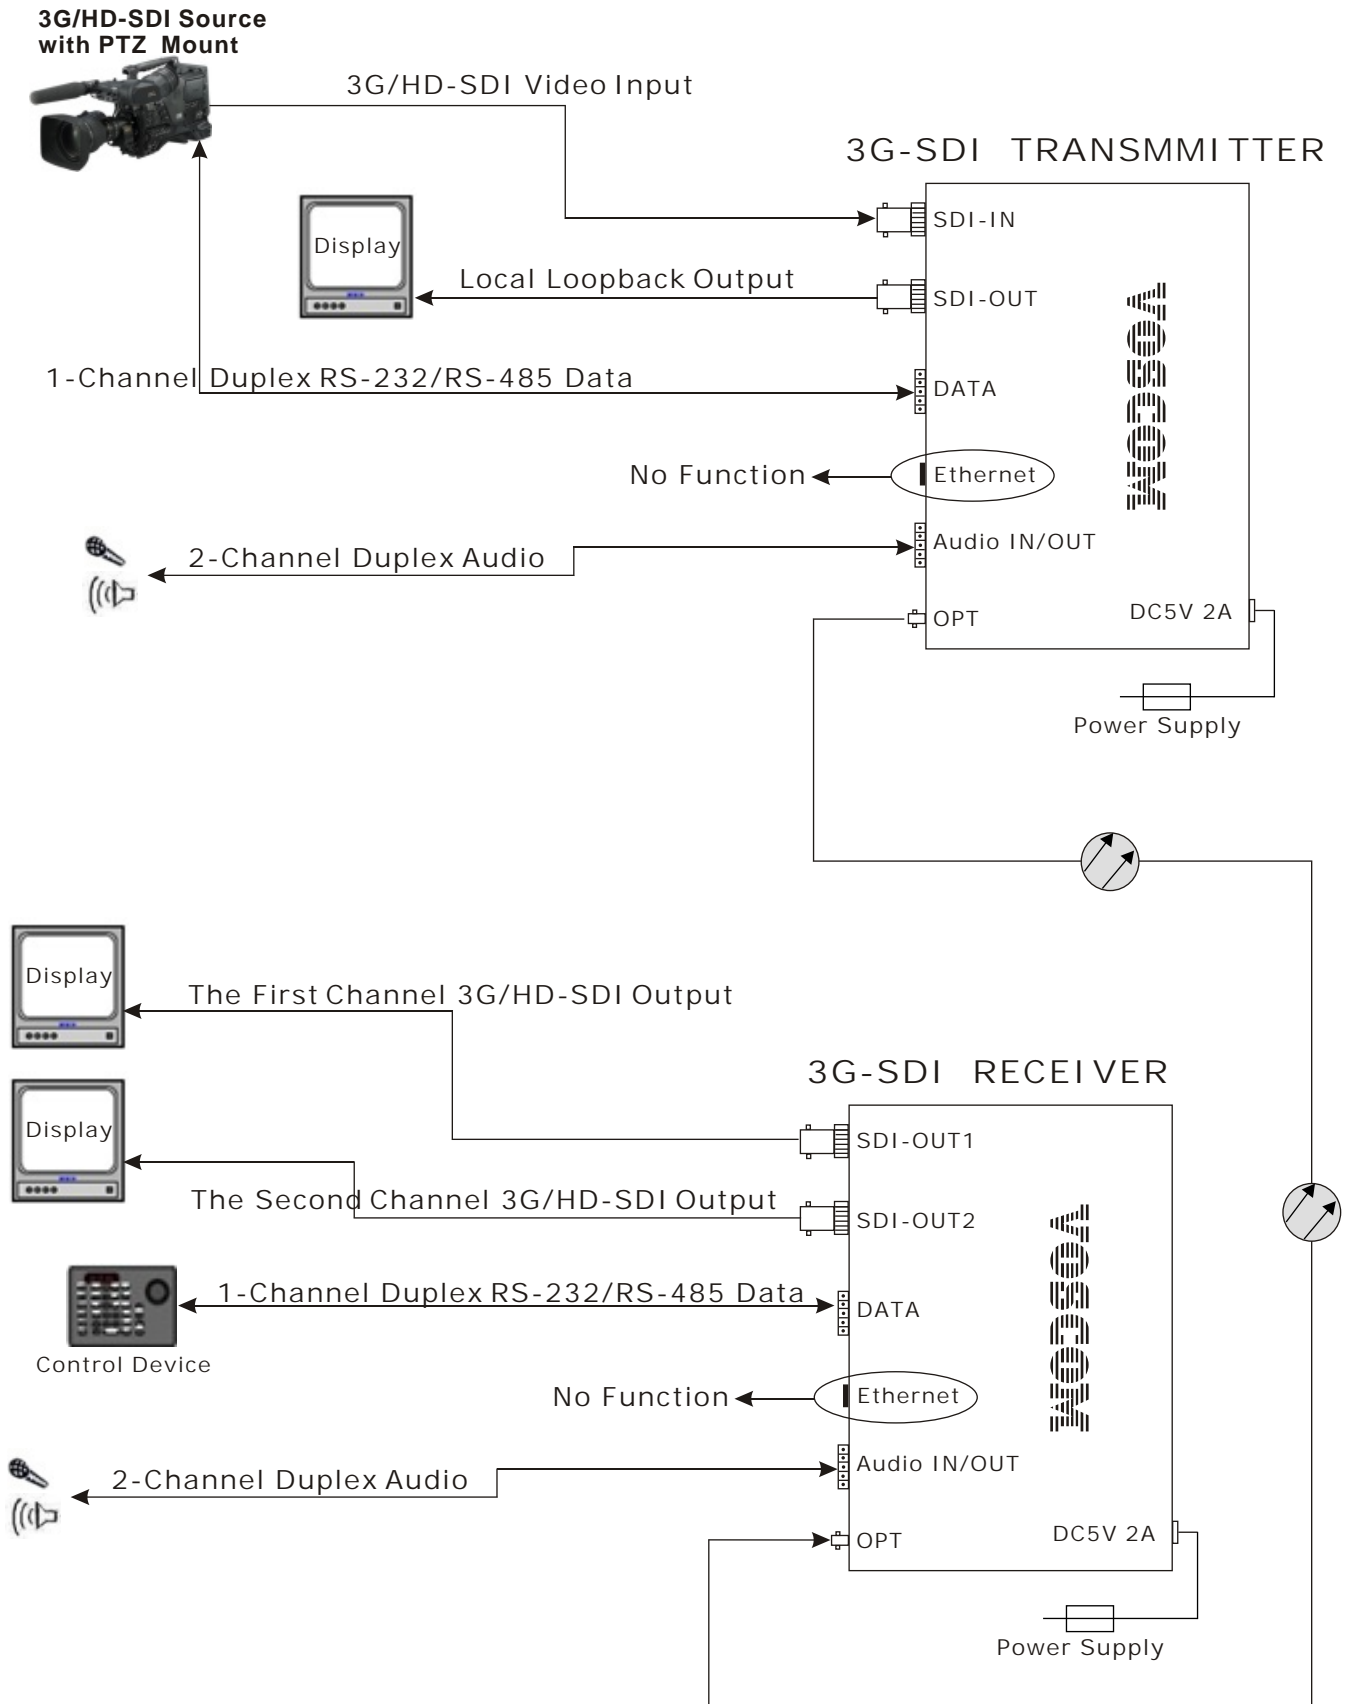 3G/HD-SDI Source
with PTZ Mount
3G/HD-SDI Video Input
3G-SDI TRANSMMITTER
SDI-IN
Display
Local Loopback Output
SDI-OUT
1-Channel Duplex RS-232/RS-485 Data
DATA
No Function
Ethernet
2-Channel Duplex Audio
Audio IN/OUT
OPT
DC5V 2A
VOSCOM
Power Supply
Display
The First Channel 3G/HD-SDI Output
3G-SDI RECEIVER
Display
SDI-OUT1
The Second Channel 3G/HD-SDI Output
SDI-OUT2
1-Channel Duplex RS-232/RS-485 Data
DATA
Control Device
No Function
Ethernet
2-Channel Duplex Audio
Audio IN/OUT
OPT
DC5V 2A
VOSCOM
Power Supply